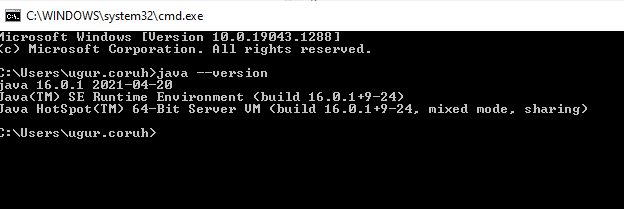 C:\WINDOWS\system32\cmd.exe
Microsoft Windows [Version 10.0.19043.1288]
(c) Microsoft Corporation. All rights reserved.
C:\Users\ugur.coruh>java --version
java 16.0.1 2021-04-20
Java(TM) SE Runtime Environment (build 16.0.1+9-24)
Java HotSpot(TM) 64-Bit Server VM (build 16.0.1+9-24, mixed mode, sharing)
C:\Users\ugur.coruh>